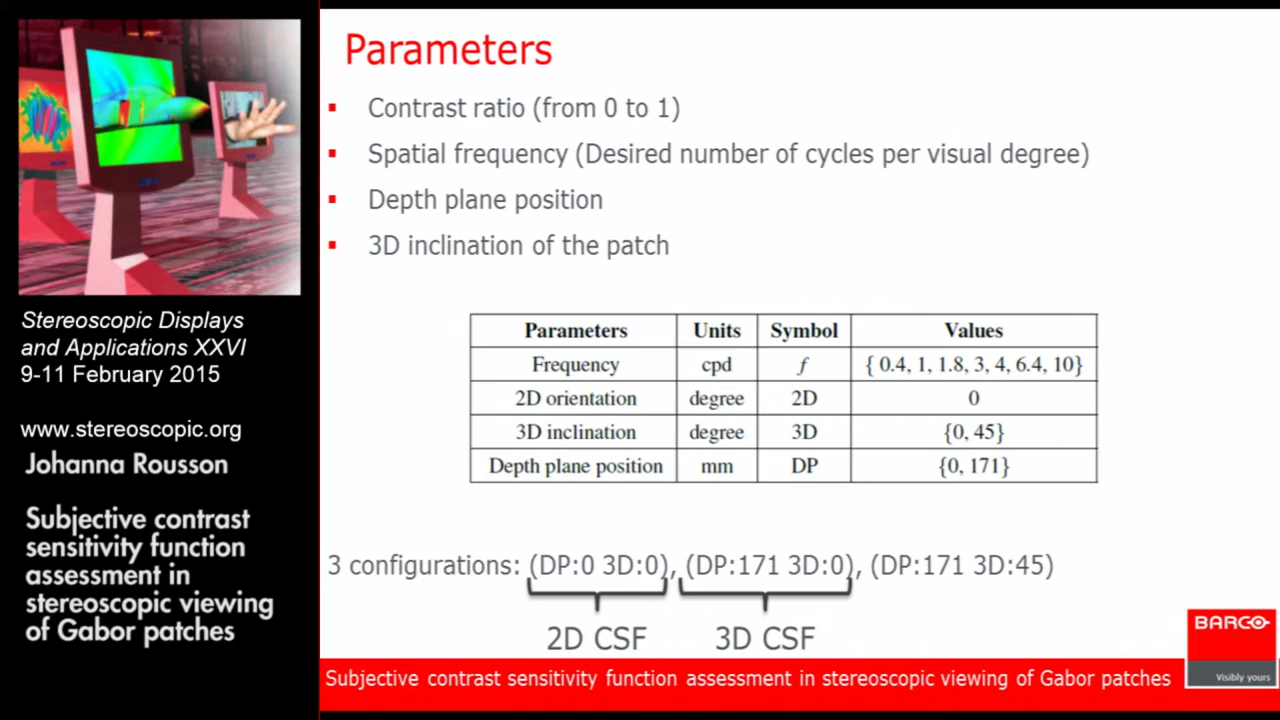 Stereoscopic Displays
and Applications XXVI
9-11 February 2015
www.stereoscopic.org
Johanna Rousson
Subjective contrast
sensitivity function
assessment in
stereoscopic viewing
of Gabor patches
Parameters
Contrast ratio (from 0 to 1)
Spatial frequency (Desired number of cycles per visual degree)
Depth plane position
3D inclination of the patch
Parameters Units Symbol Values
Frequency cpd f { 0.4, 1, 1.8, 3, 4, 6.4, 10}
2D orientation degree 2D 0
3D inclination degree 3D {0, 45}
Depth plane position mm DP {0, 171}
3 configurations: (DP:0 3D:0), (DP:171 3D:0), (DP:171 3D:45)
2D CSF 3D CSF
BARCO
Visibly yours
Subjective contrast sensitivity function assessment in stereoscopic viewing of Gabor patches